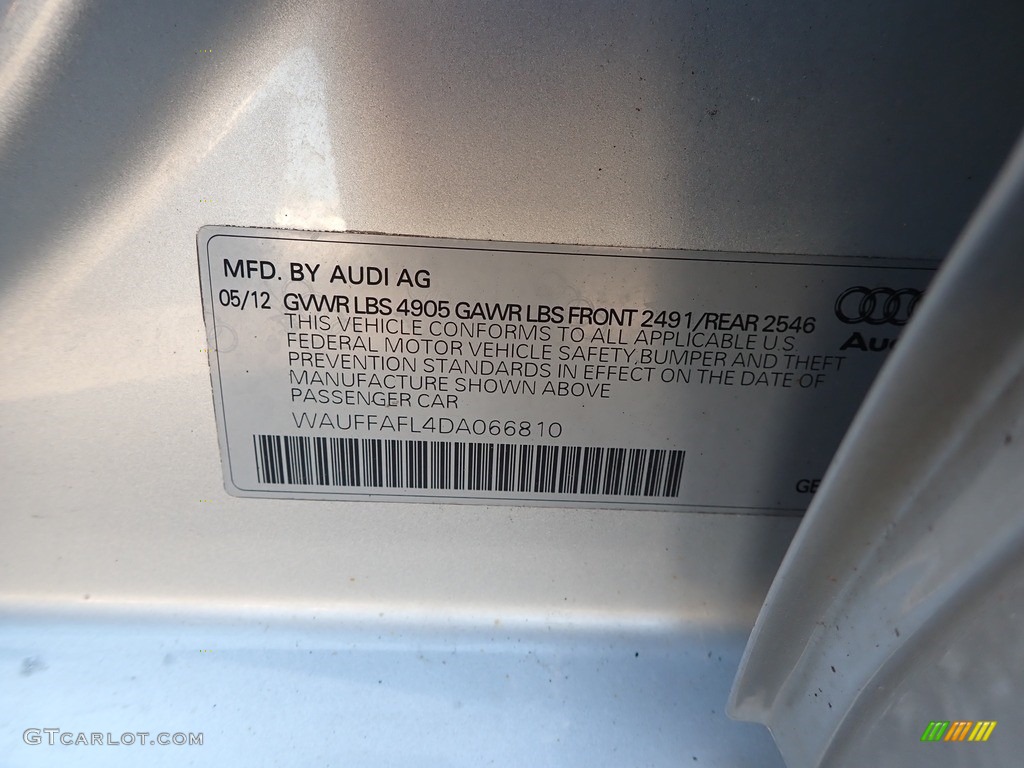 MFD. BY AUDI AG
05/12 GVWR LBS 4905 GAWR LBS FRONT 2491/REAR 2546
THIS VEHICLE CONFORMS TO ALL APPLICABLE U.S
FEDERAL MOTOR VEHICLE SAFETY,BUMPER AND THEFT
PREVENTION STANDARDS IN EFFECT ON THE DATE OF
MANUFACTURE SHOWN ABOVE
PASSENGER CAR
WAUFFAFL4DA066810
GTCARLOT.COM